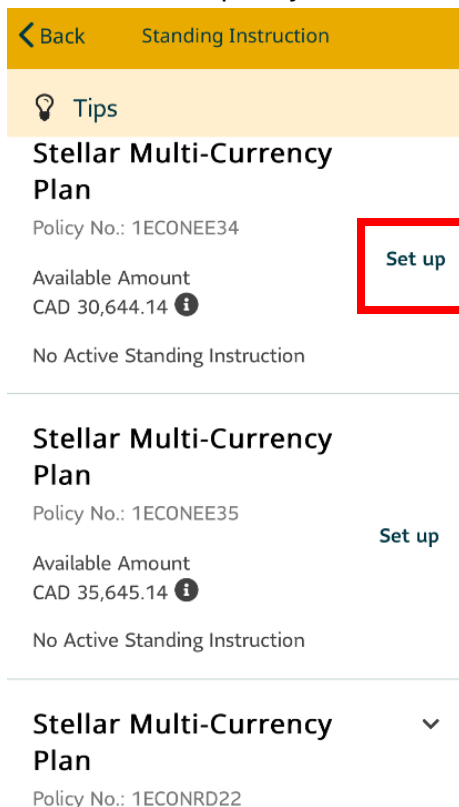 Back Standing Instruction
Tips
Stellar Multi-Currency
Plan
Policy No.: 1ECONEE34
Set up
Available Amount
CAD 30,644.14
No Active Standing Instruction
Stellar Multi-Currency
Plan
Policy No.: 1ECONEE35
Set up
Available Amount
CAD 35,645.14
No Active Standing Instruction
Stellar Multi-Currency
Plan
Policy No.: 1ECONRD22